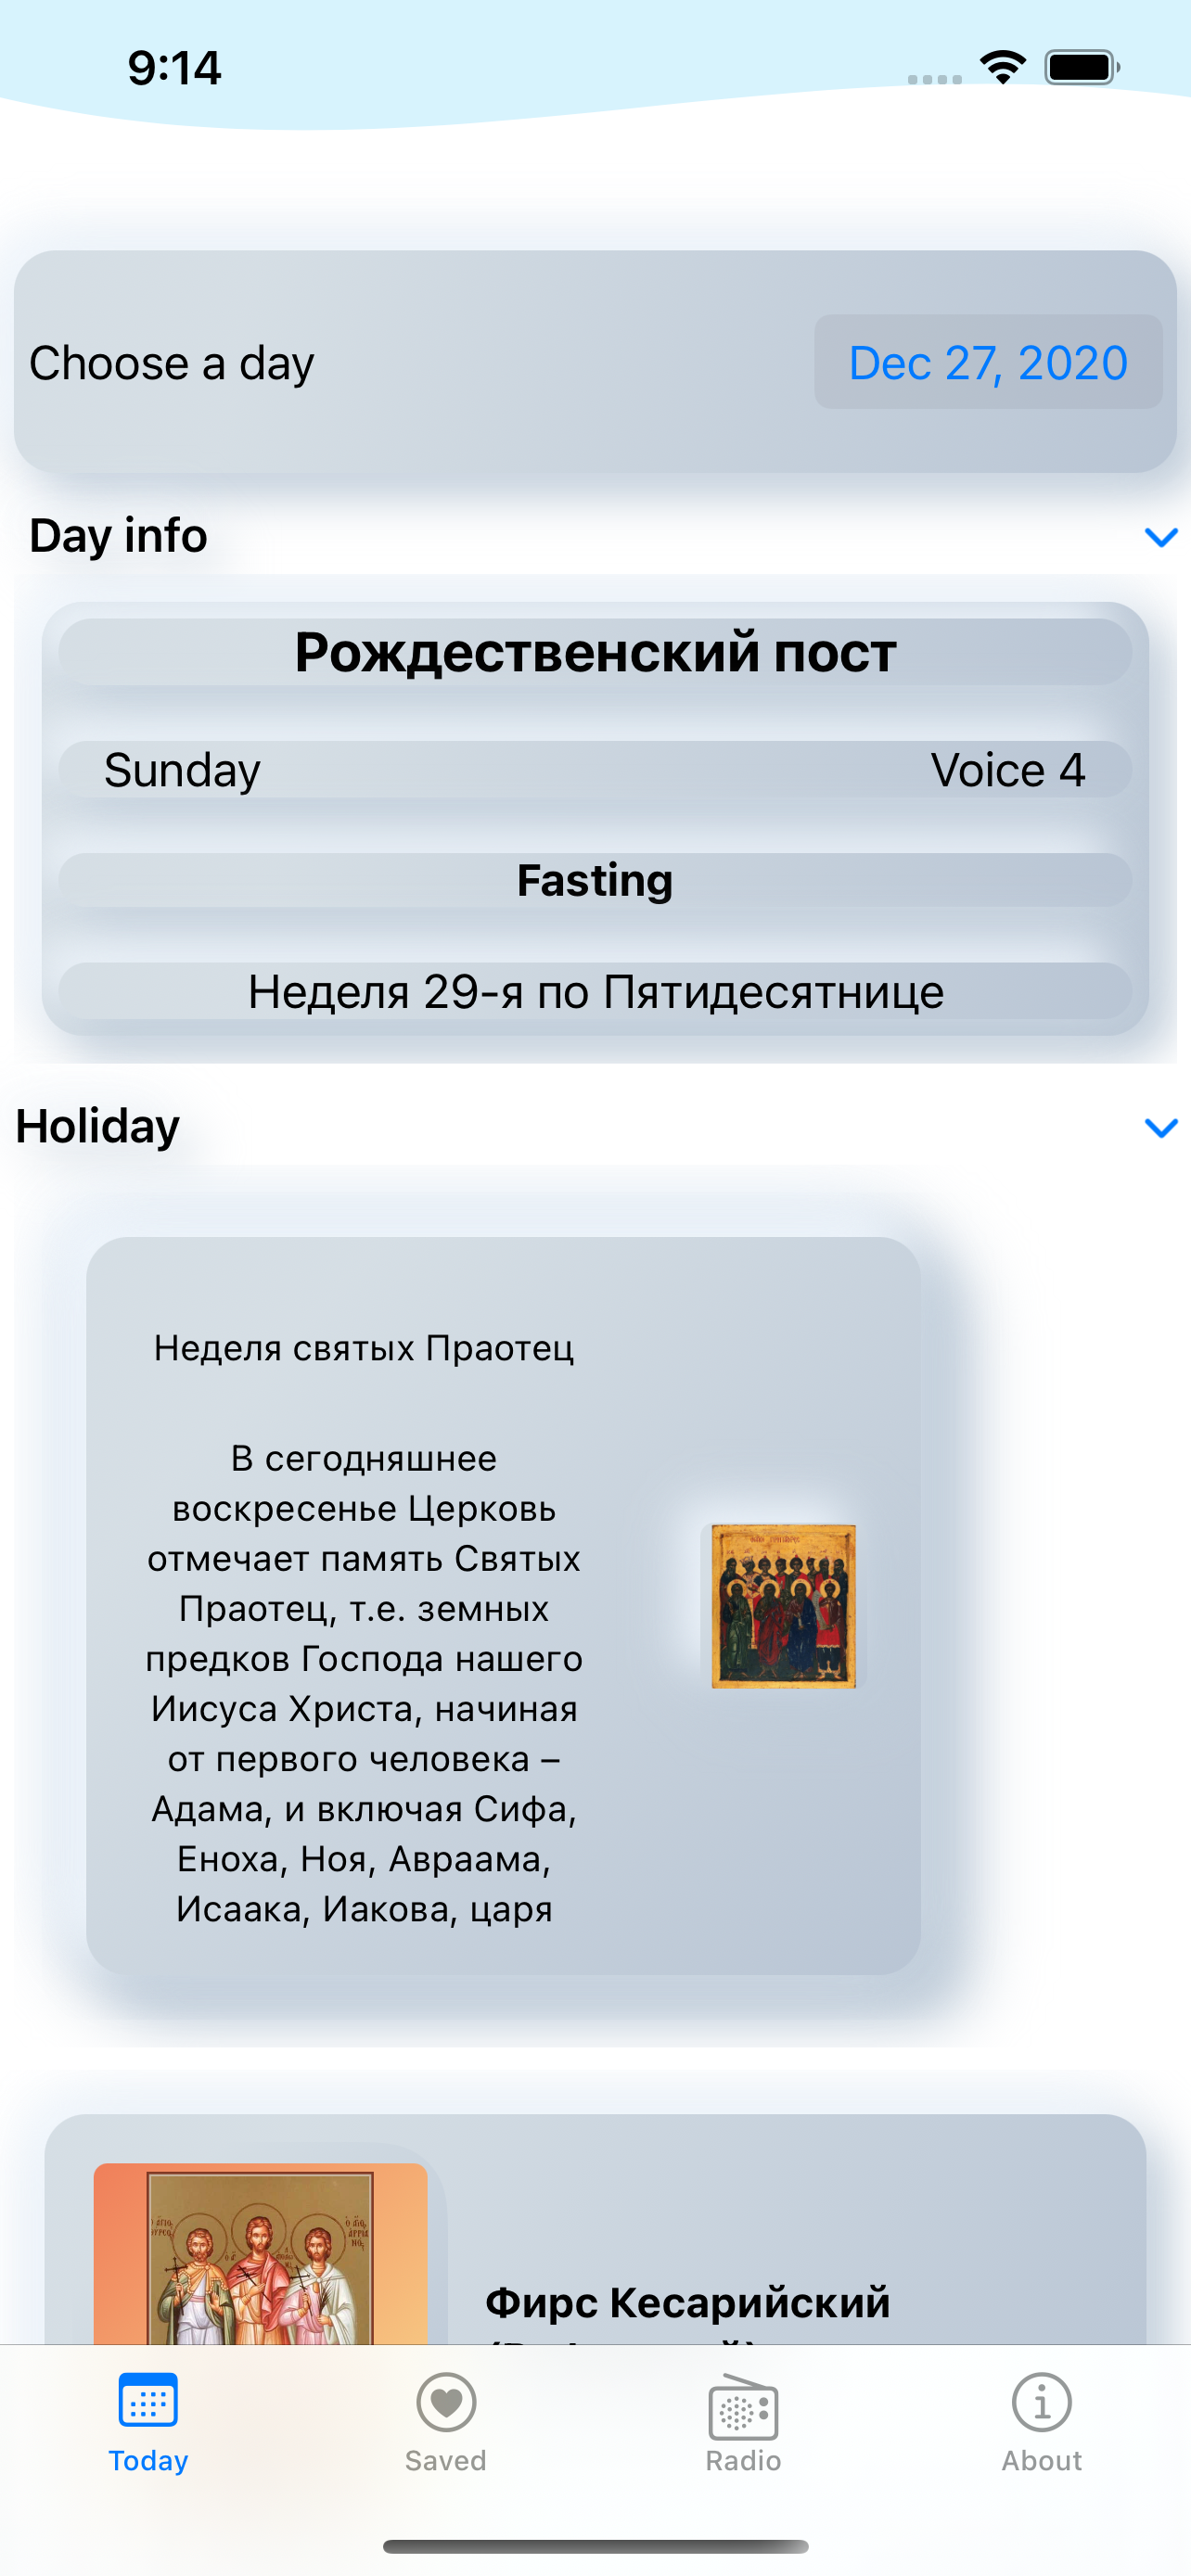 9:14
Choose a day
Dec 27, 2020
Day info
Рождественский пост
Sunday
Voice 4
Fasting
Неделя 29-я по Пятидесятнице
Holiday
Неделя святых Праотец
В сегодняшнее
воскресенье Церковь
отмечает память Святых
Праотец, т.е. земных
предков Господа нашего
Иисуса Христа, начиная
от первого человека –
Адама, и включая Сифа,
Еноха, Ноя, Авраама,
Исаака, Иакова, царя
Фирс Кесарийский
Today
Saved
Radio
About